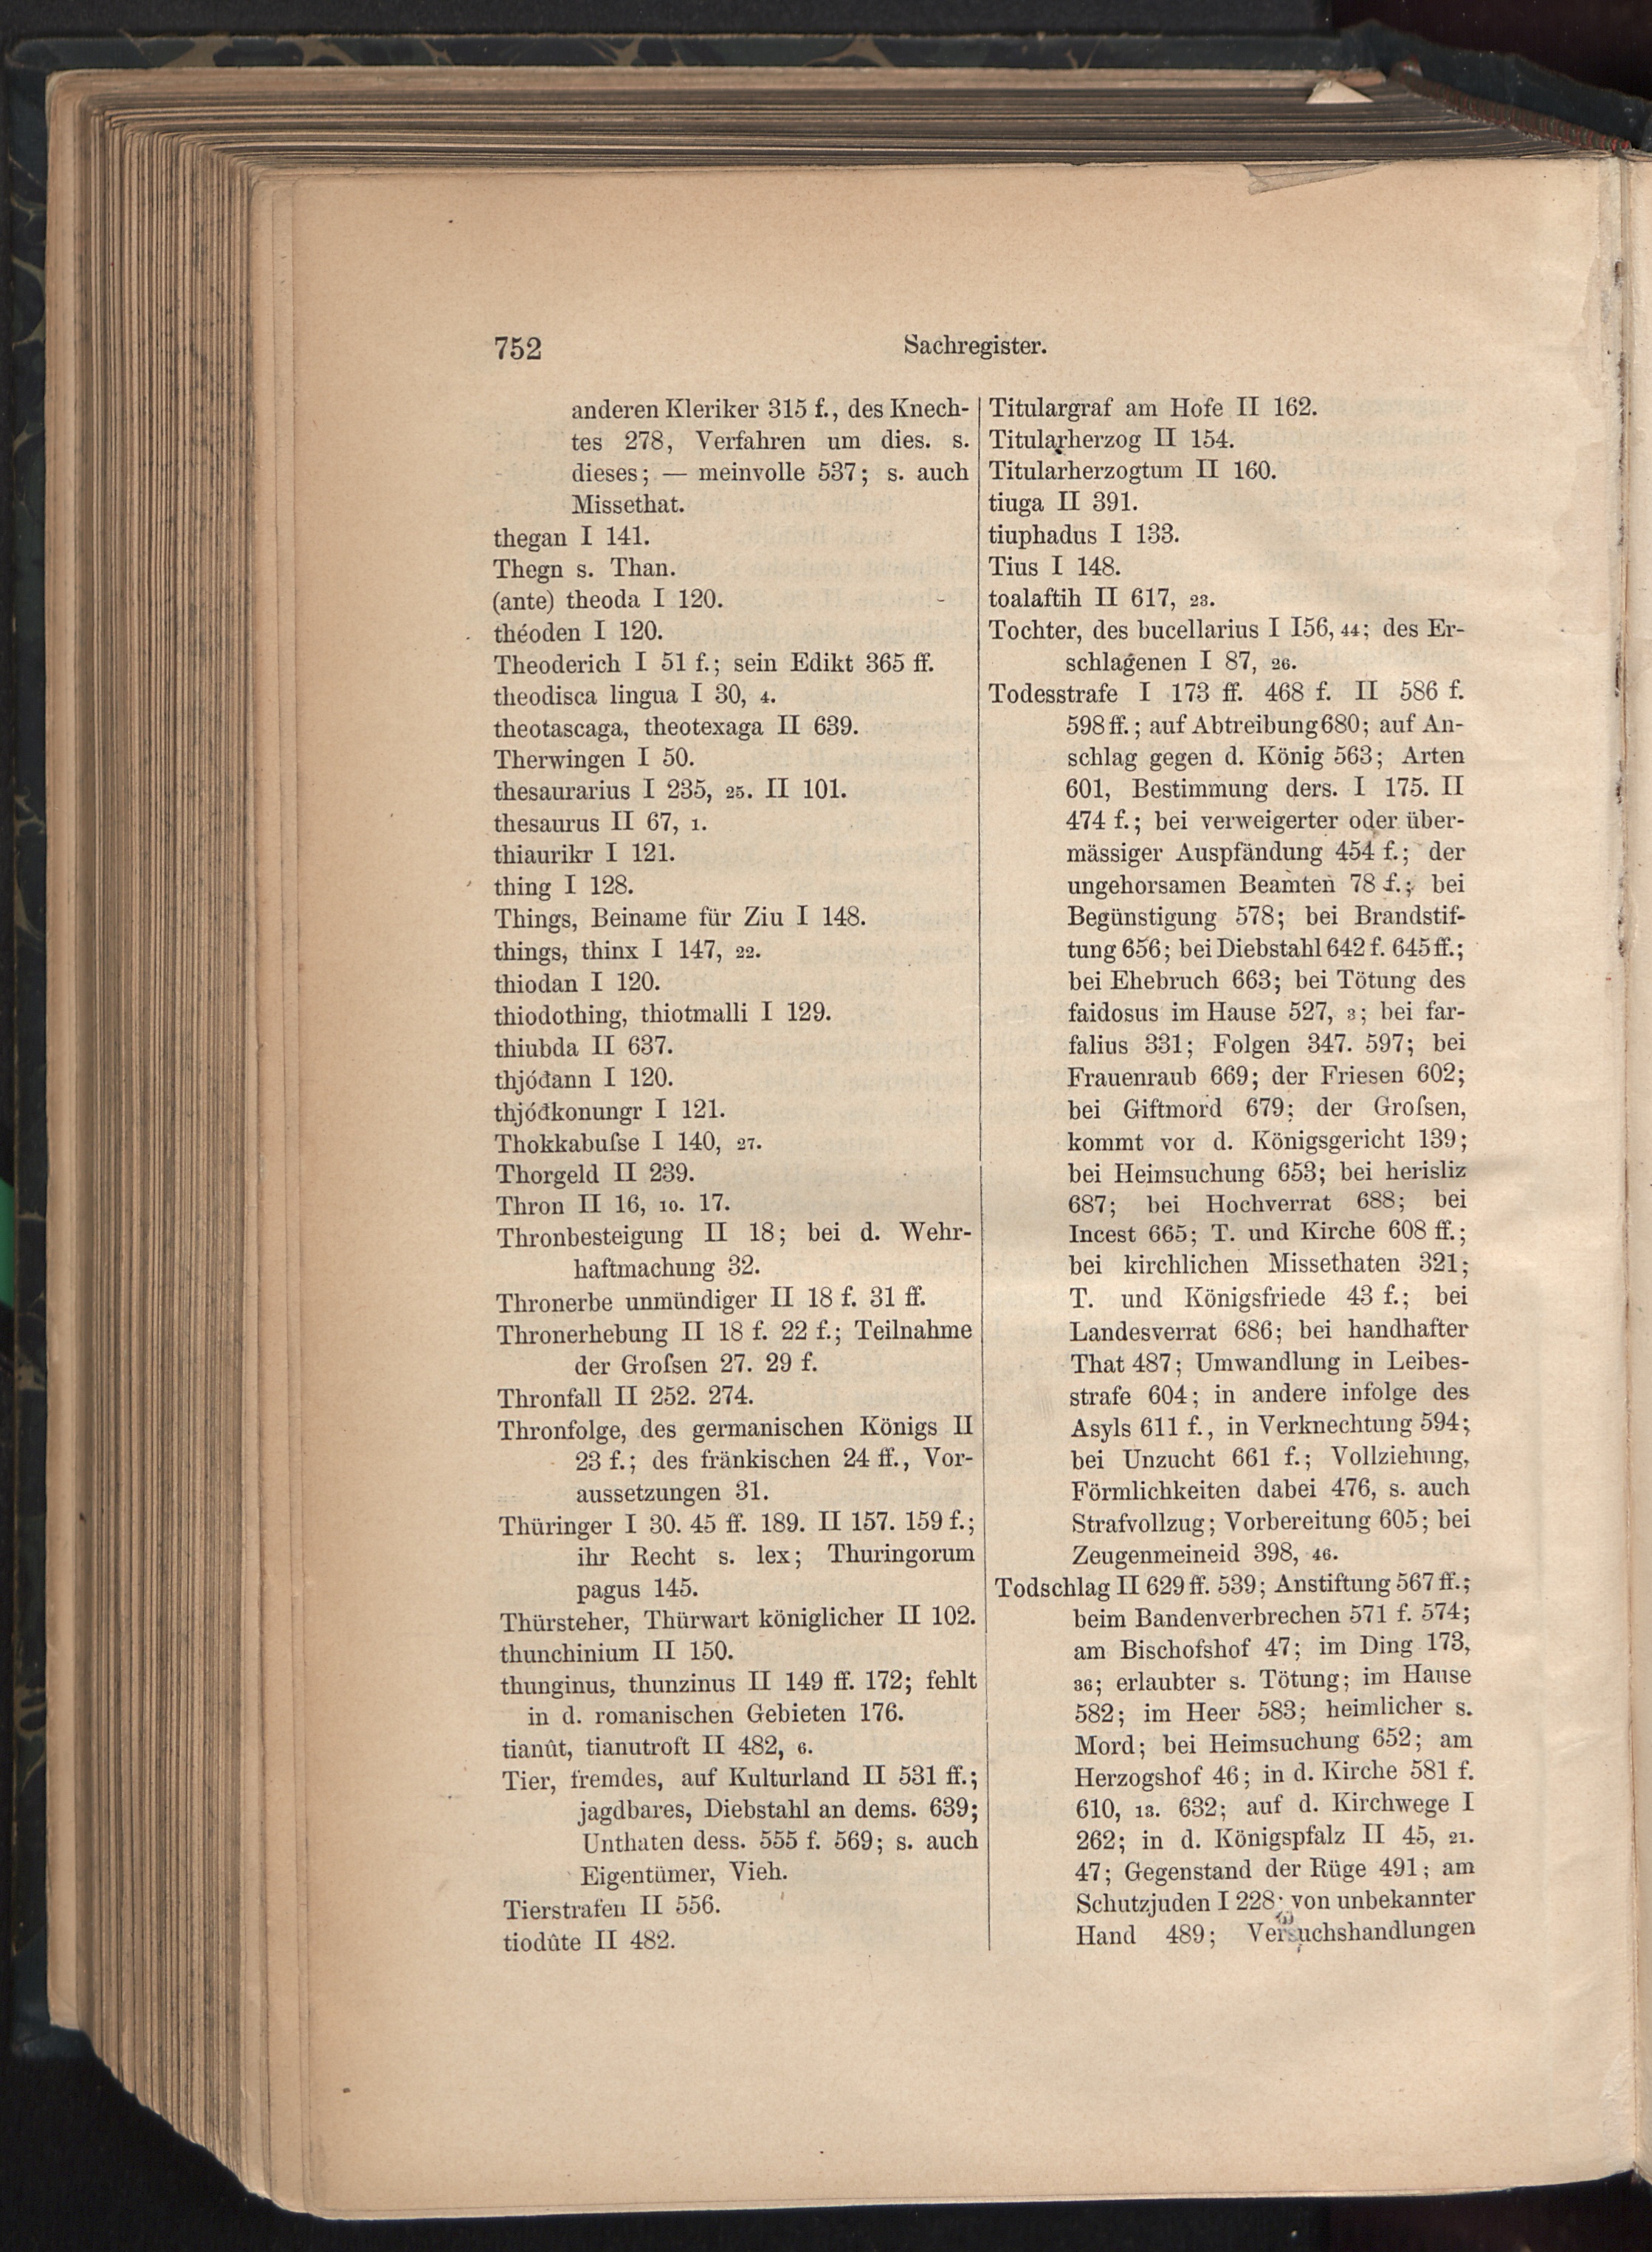 752
Sachregister.
anderen Kleriker 315 f., des Knech-
tes 278, Verfahren um dies. s.
dieses; — meinvolle 537; s. auch
Missethat.
thegan I 141.
Thegn s. Than.
(ante) theoda I 120.
théoden I 120.
Theoderich I 51 f.; sein Edikt 365 ff.
theodisca lingua I 30, 4.
theotascaga, theotexaga II 639.
Therwingen I 50.
thesaurarius I 235, 25. II 101.
thesaurus II 67, 1.
thiaurikr I 121.
thing I 128.
Things, Beiname für Ziu I 148.
things, thinx I 147, 22.
thiodan I 120.
thiodothing, thiotmalli I 129.
thiubda II 637.
thjóđann I 120.
thjóđkonungr I 121.
Thokkabuſse I 140, 27.
Thorgeld II 239.
Thron II 16, 10. 17.
Thronbesteigung II 18; bei d. Wehr-
haftmachung 32.
Thronerbe unmündiger II 18 f. 31 ff.
Thronerhebung II 18 f. 22 f.; Teilnahme
der Groſsen 27. 29 f.
Thronfall II 252. 274.
Thronfolge, des germanischen Königs II
23 f.; des fränkischen 24 ff., Vor-
aussetzungen 31.
Thüringer I 30. 45 ff. 189. II 157. 159 f.;
ihr Recht s. lex; Thuringorum
pagus 145.
Thürsteher, Thürwart königlicher II 102.
thunchinium II 150.
thunginus, thunzinus II 149 ff. 172; fehlt
in d. romanischen Gebieten 176.
tianût, tianutroft II 482, 6.
Tier, fremdes, auf Kulturland II 531 ff.;
jagdbares, Diebstahl an dems. 639;
Unthaten dess. 555 f. 569; s. auch
Eigentümer, Vieh.
Tierstrafen II 556.
tiodûte II 482.
Titulargraf am Hofe II 162.
Titularherzog II 154.
Titularherzogtum II 160.
tiuga II 391.
tiuphadus I 133.
Tius I 148.
toalaftih II 617, 23.
Tochter, des bucellarius I I56, 44; des Er-
schlagenen I 87, 26.
Todesstrafe I 173 ff. 468 f. II 586 f.
598 ff.; auf Abtreibung 680; auf An-
schlag gegen d. König 563; Arten
601, Bestimmung ders. I 175. II
474 f.; bei verweigerter oder über-
mässiger Auspfändung 454 f.; der
ungehorsamen Beamten 78 f.; bei
Begünstigung 578; bei Brandstif-
tung 656; bei Diebstahl 642 f. 645 ff.;
bei Ehebruch 663; bei Tötung des
faidosus im Hause 527, 3; bei far-
falius 331; Folgen 347. 597; bei
Frauenraub 669; der Friesen 602;
bei Giftmord 679; der Groſsen,
kommt vor d. Königsgericht 139;
bei Heimsuchung 653; bei herisliz
687; bei Hochverrat 688; bei
Incest 665; T. und Kirche 608 ff.;
bei kirchlichen Missethaten 321;
T. und Königsfriede 43 f.; bei
Landesverrat 686; bei handhafter
That 487; Umwandlung in Leibes-
strafe 604; in andere infolge des
Asyls 611 f., in Verknechtung 594;
bei Unzucht 661 f.; Vollziehung,
Förmlichkeiten dabei 476, s. auch
Strafvollzug; Vorbereitung 605; bei
Zeugenmeineid 398, 46.
Todschlag II 629 ff. 539; Anstiftung 567 ff.;
beim Bandenverbrechen 571 f. 574;
am Bischofshof 47; im Ding 173,
36; erlaubter s. Tötung; im Hause
582; im Heer 583; heimlicher s.
Mord; bei Heimsuchung 652; am
Herzogshof 46; in d. Kirche 581 f.
610, 13. 632; auf d. Kirchwege I
262; in d. Königspfalz II 45, 21.
47; Gegenstand der Rüge 491; am
Schutzjuden I 228; von unbekannter
Hand 489; Versuchshandlungen